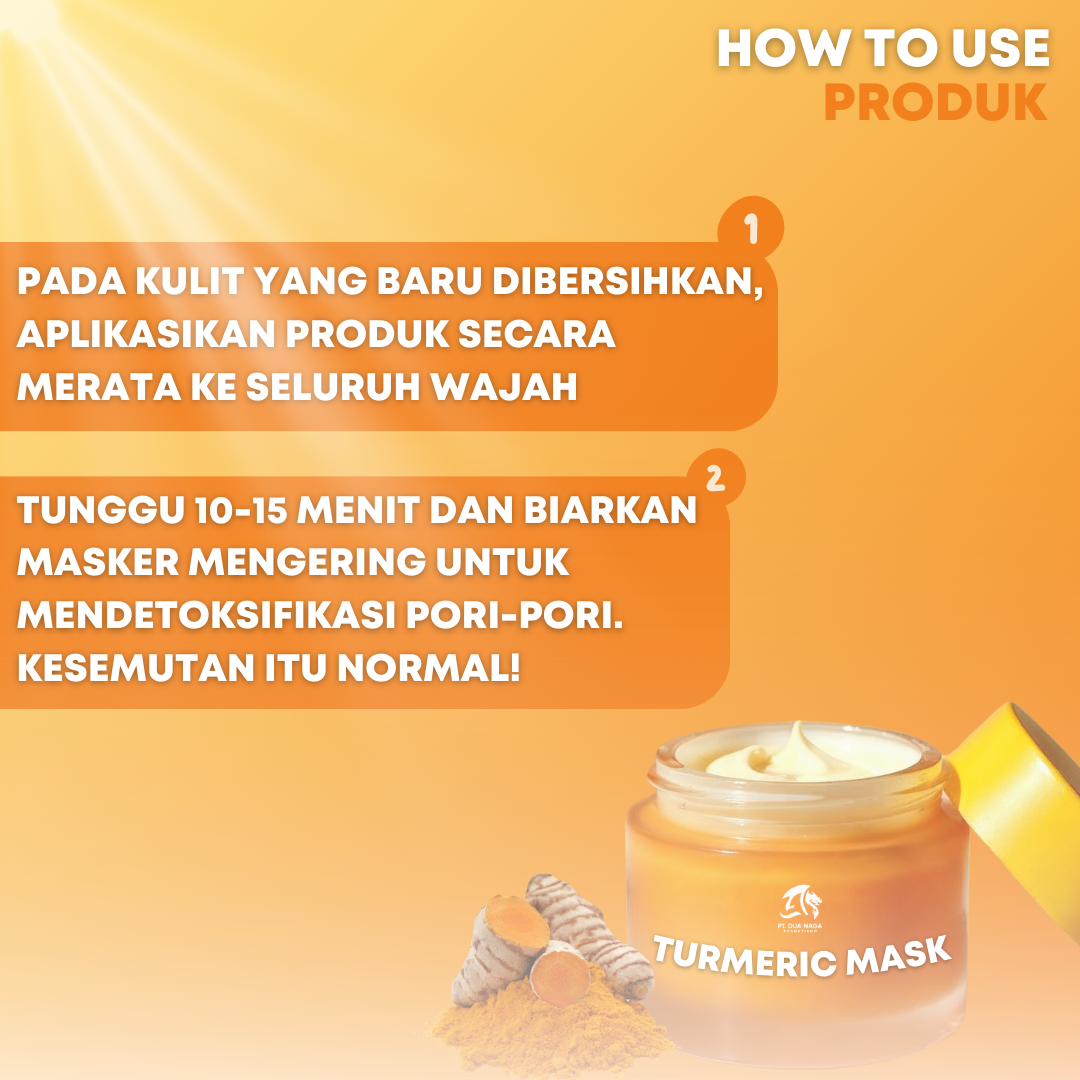 HOW TO USE
PRODUK
1
PADA KULIT YANG BARU DIBERSIHKAN,
APLIKASIKAN PRODUK SECARA
MERATA KE SELURUH WAJAH
2
TUNGGU 10-15 MENIT DAN BIARKAN
MASKER MENGERING UNTUK
MENDETOKSIFIKASI PORI-PORI.
KESEMUTAN ITU NORMAL!
PT. DUA NAGA
TURMERIC MASK